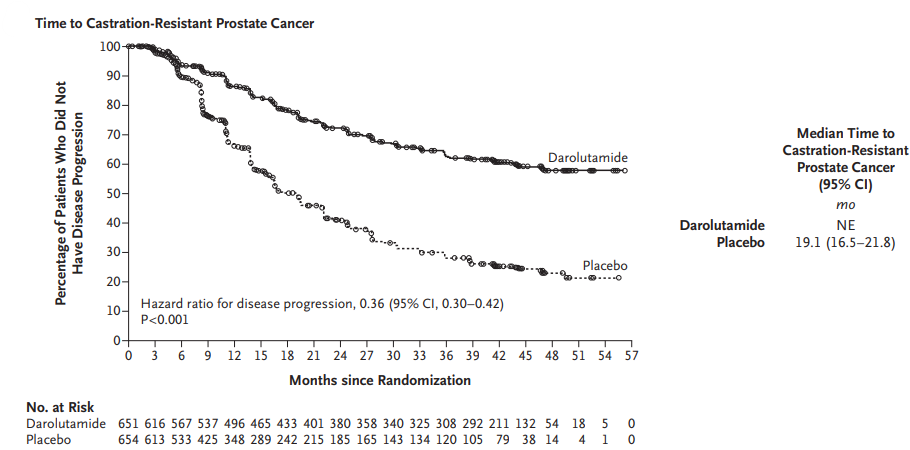 Time to Castration-Resistant Prostate Cancer
Percentage of Patients Who Did Not
Have Disease Progression
100
90
80
70
60
50
40
30
20
10
0
Darolutamide
Placebo
Hazard ratio for disease progression, 0.36 (95% CI, 0.30–0.42)
P<0.001
0 3 6 9 12 15 18 21 24 27 30 33 36 39 42 45 48 51 54 57
Months since Randomization
Median Time to
Castration-Resistant
Prostate Cancer
(95% CI)
mo
Darolutamide NE
Placebo 19.1 (16.5–21.8)
No. at Risk
Darolutamide 651 616 567 537 496 465 433 401 380 358 340 325 308 292 211 132 54 18 5 0
Placebo 654 613 533 425 348 289 242 215 185 165 143 134 120 105 79 38 14 4 1 0